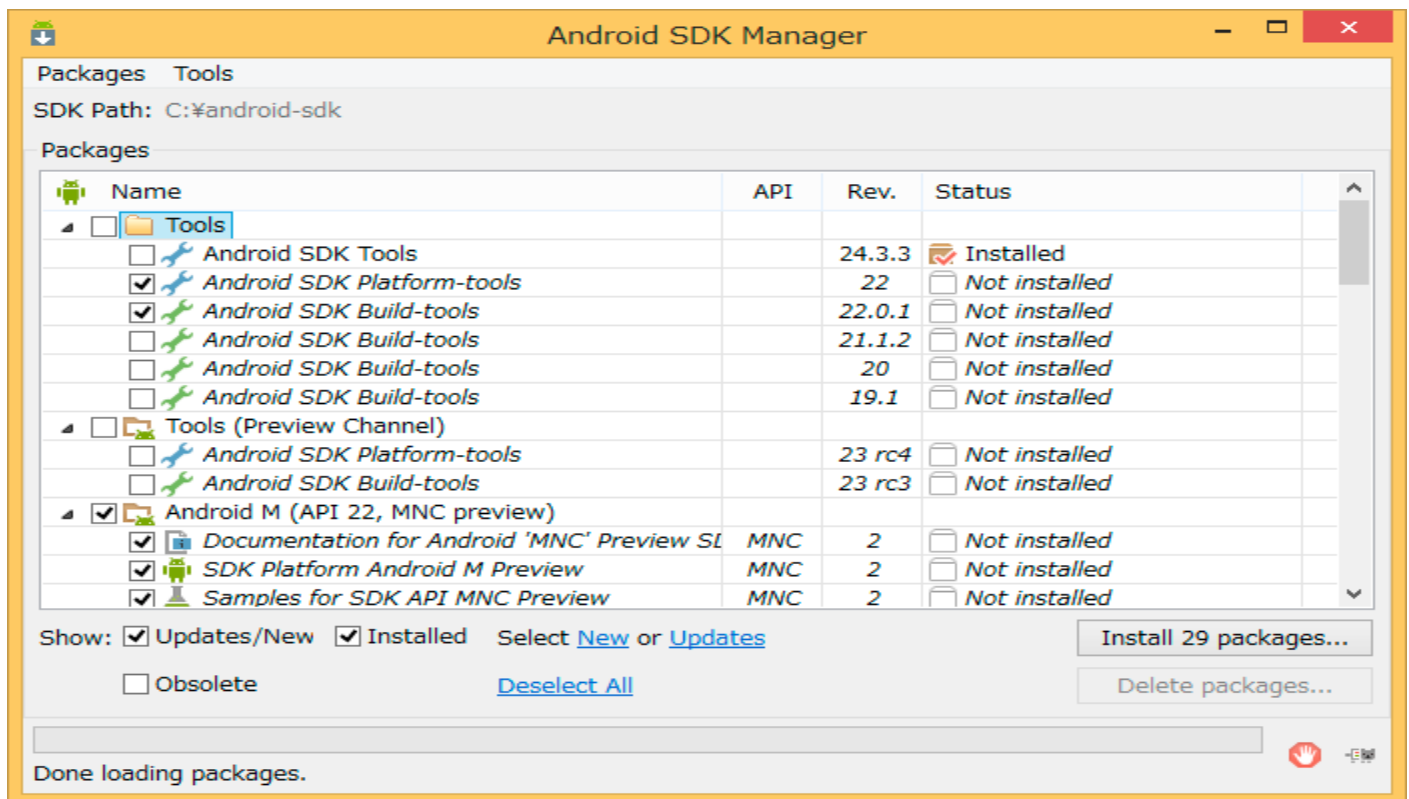 Android SDK Manager
Packages Tools
SDK Path: C:¥android-sdk
Packages
Name API Rev. Status
Tools
Android SDK Tools 24.3.3 Installed
Android SDK Platform-tools 22 Not installed
Android SDK Build-tools 22.0.1 Not installed
Android SDK Build-tools 21.1.2 Not installed
Android SDK Build-tools 20 Not installed
Android SDK Build-tools 19.1 Not installed
Tools (Preview Channel)
Android SDK Platform-tools 23 rc4 Not installed
Android SDK Build-tools 23 rc3 Not installed
Android M (API 22, MNC preview)
Documentation for Android 'MNC' Preview SD MNC 2 Not installed
SDK Platform Android M Preview MNC 2 Not installed
Samples for SDK API MNC Preview MNC 2 Not installed
Show: Updates/New Installed Select New or Updates Install 29 packages...
Obsolete Deselect All Delete packages...
Done loading packages.